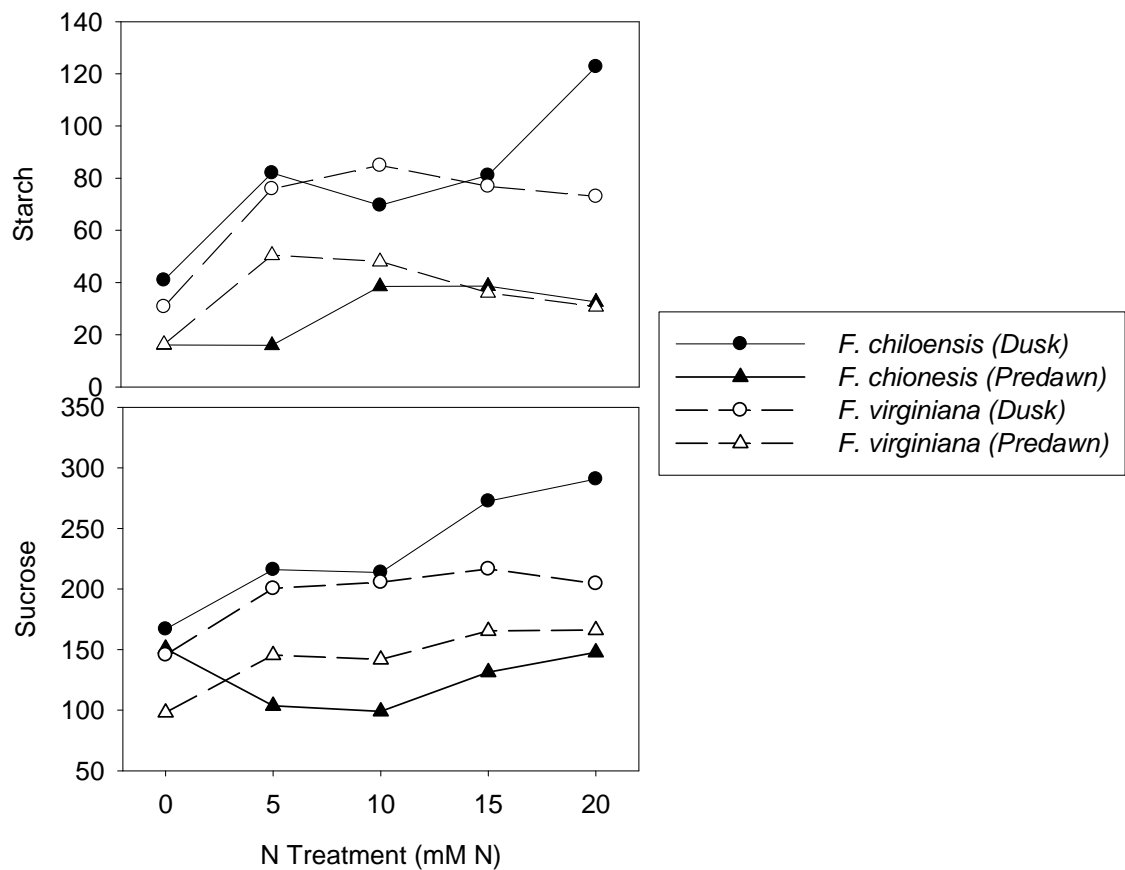 140
120
100
80
60
40
20
0
Starch
350
300
250
200
150
100
50
Sucrose
0 5 10 15 20
N Treatment (mM N)
F. chiloensis (Dusk)
F. chionesis (Predawn)
F. virginiana (Dusk)
F. virginiana (Predawn)